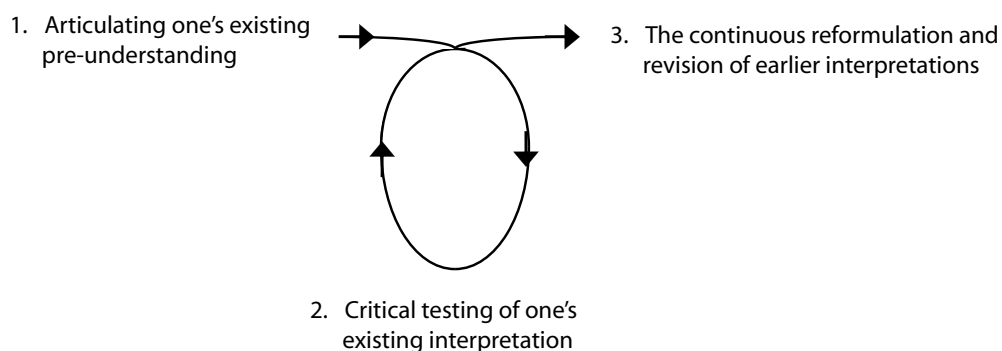 1. Articulating one’s existing
pre-understanding
3. The continuous reformulation and
revision of earlier interpretations
2. Critical testing of one’s
existing interpretation